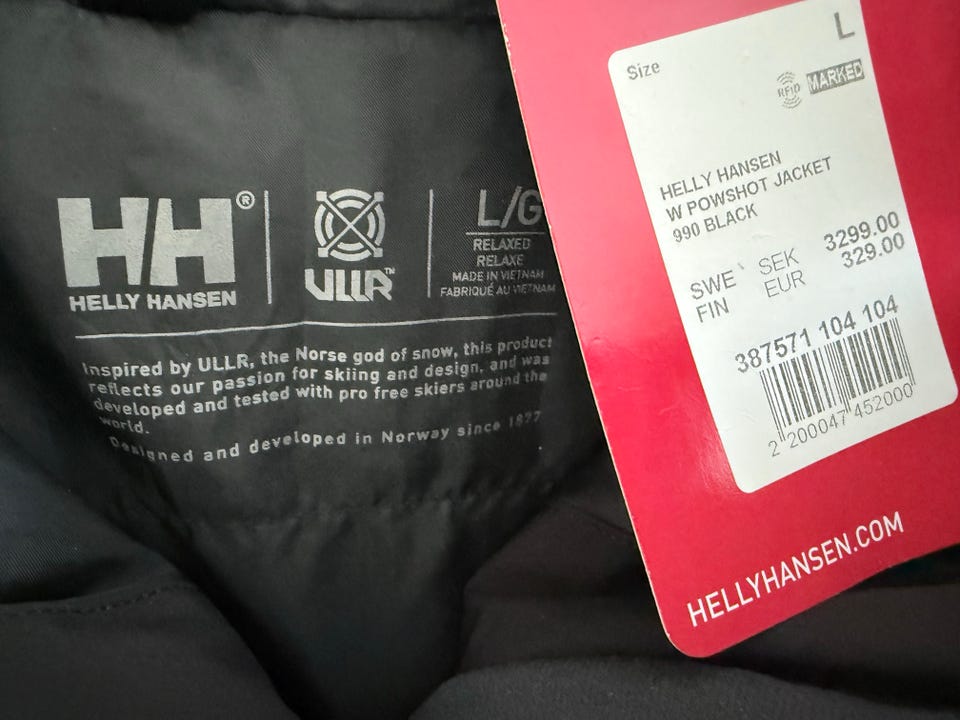 HH®
HELLY HANSEN
ULLR™
L/G
RELAXED
RELAXE
MADE IN VIETNAM
FABRIQUÉ AU VIETNAM
Inspired by ULLR, the Norse god of snow, this product
reflects our passion for skiing and design, and was
developed and tested with pro free skiers around the
world.
Designed and developed in Norway since 1877
Size L
RFID MARKED
HELLY HANSEN
W POWSHOT JACKET
990 BLACK
SWE SEK 3299.00
FIN EUR 329.00
387571 104 104
2 200047 452000
HELLYHANSEN.COM